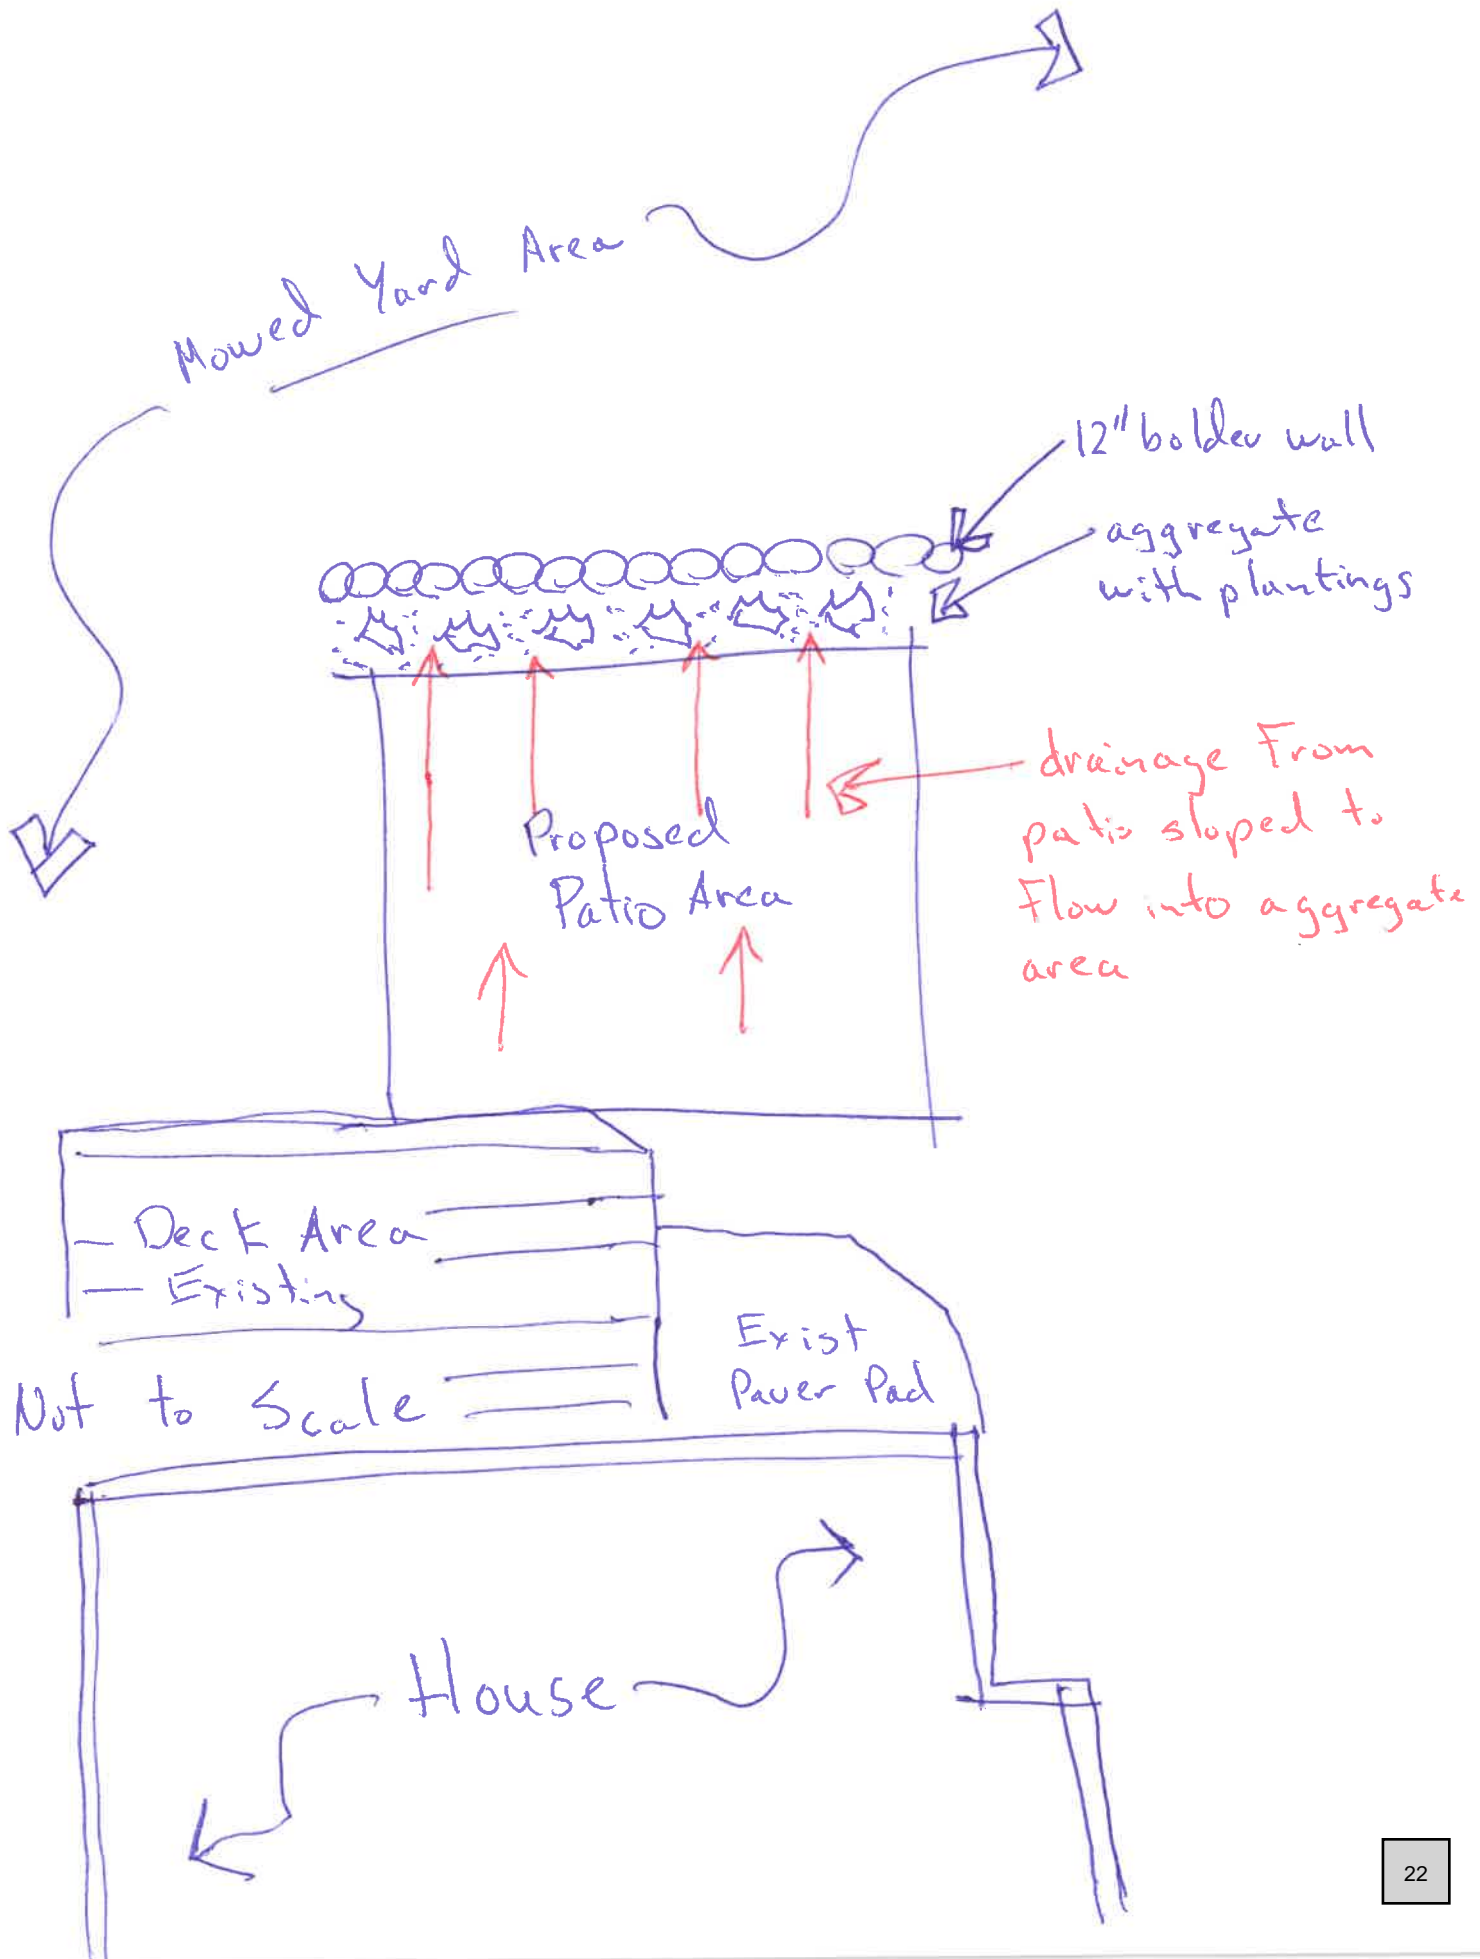 Mowed Yard Area
12" bolder wall
aggregate
with plantings
drainage From
patio sloped to
Flow into aggregate
area
Proposed
Patio Area
Deck Area
Existing
Exist
Paver Pad
Not to Scale
House
22